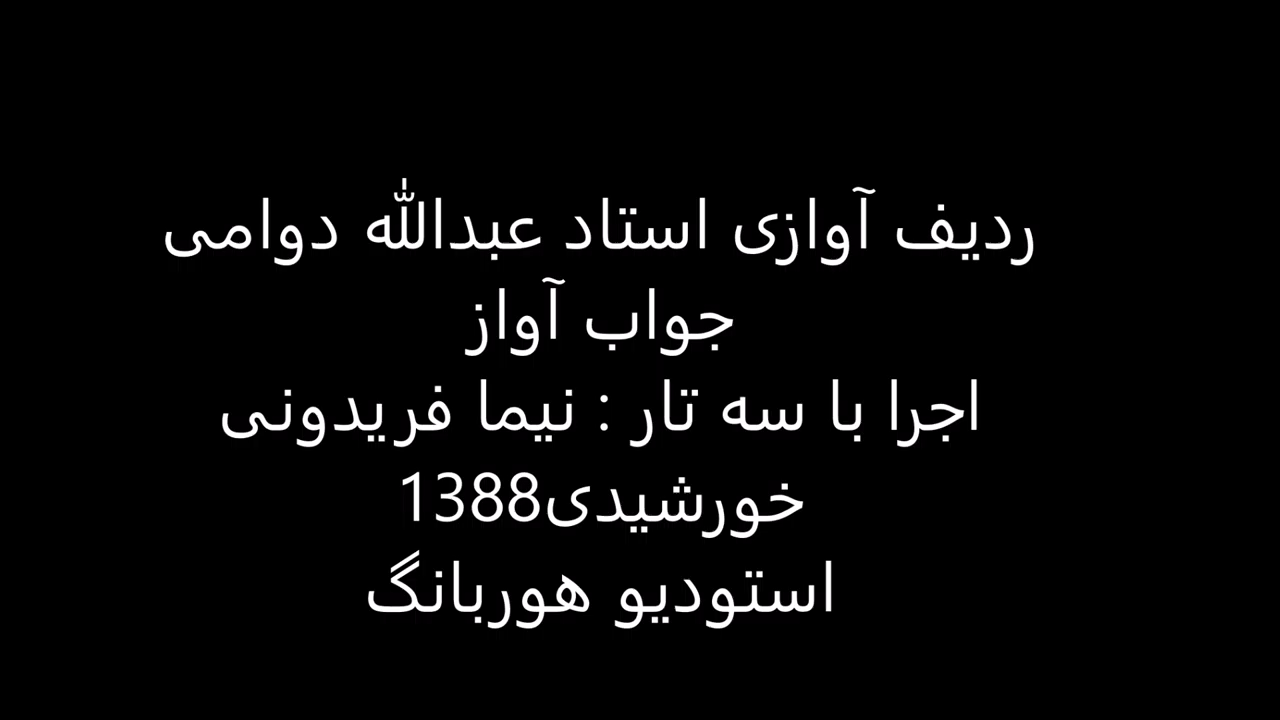 ردیف آوازی استاد عبدالله دوامی
جواب آواز
اجرا با سه تار : نیما فریدونی
خورشیدی1388
استودیو هوربانگ